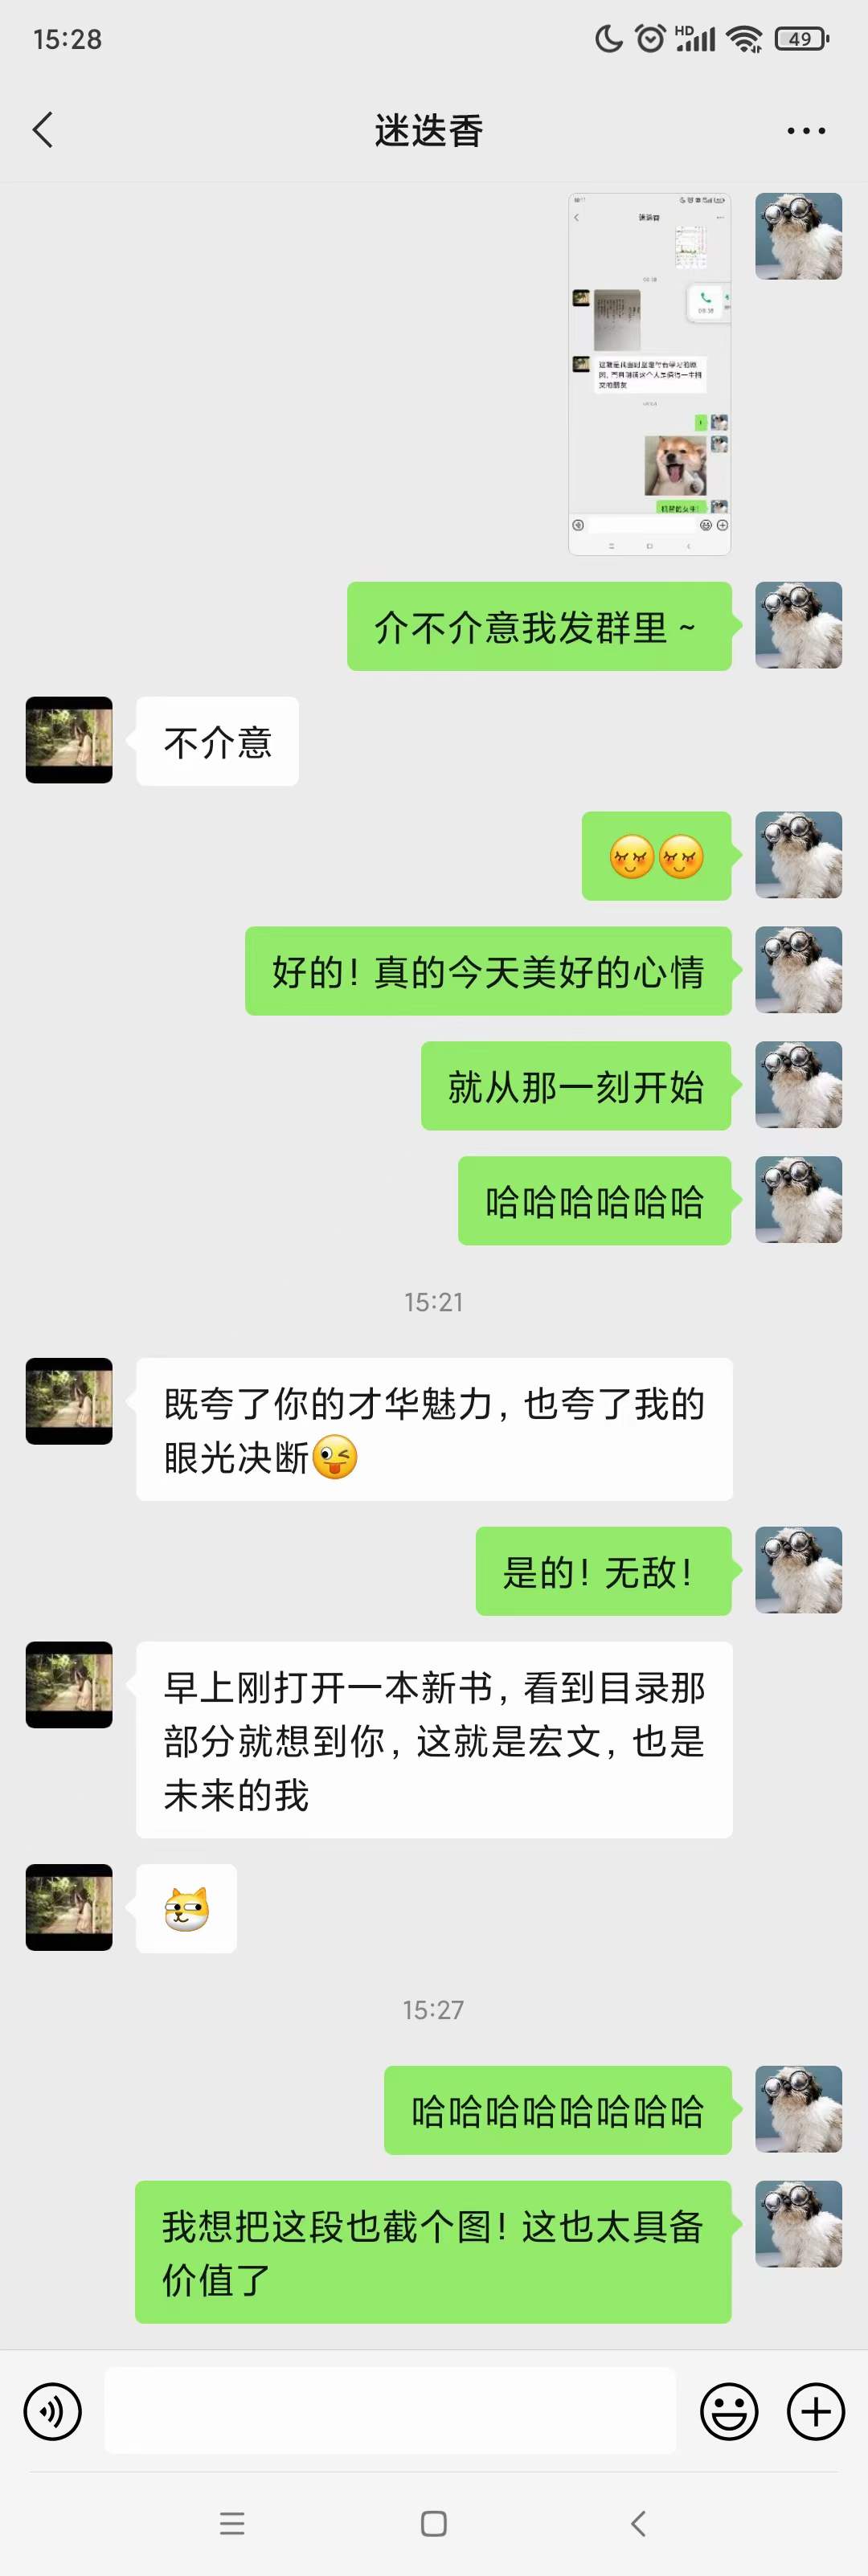 15:28
HD
49
迷迭香
迷迭香
介不介意我发群里 ~
不介意
好的！真的今天美好的心情
就从那一刻开始
哈哈哈哈哈哈
15:21
既夸了你的才华魅力，也夸了我的
眼光决断
是的！无敌！
早上刚打开一本新书，看到目录那
部分就想到你，这就是宏文，也是
未来的我
15:27
哈哈哈哈哈哈哈哈
我想把这段也截个图！这也太具备
价值了